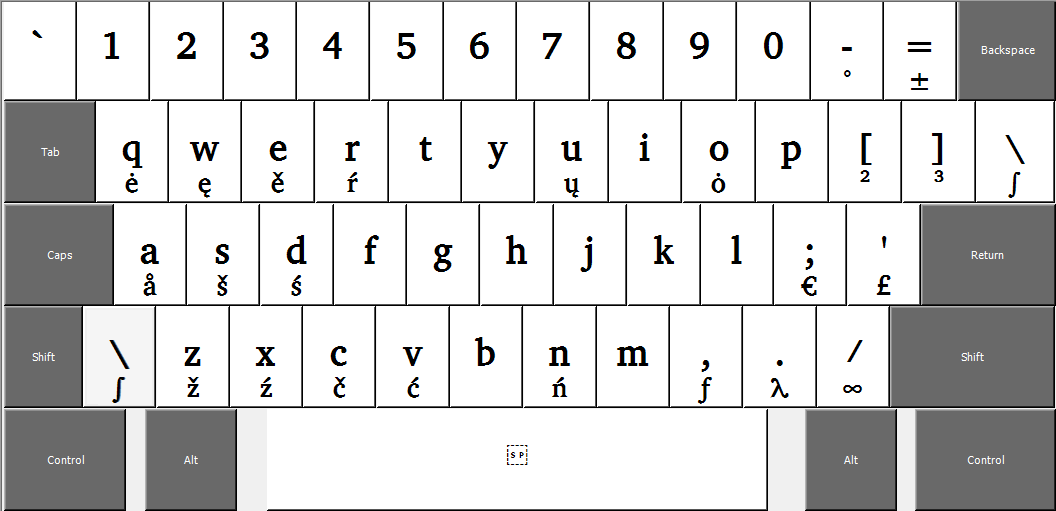 ` 1 2 3 4 5 6 7 8 9 0 - = Backspace
° ±
Tab q w e r t y u i o p [ ] \
ė ę ě ŕ ų ȯ ² ³ ∫
Caps a s d f g h j k l ; ' Return
å š ś € £
Shift \ z x c v b n m , . / Shift
∫ ž ź č ć ń ƒ λ ∞
Control Alt SP Alt Control